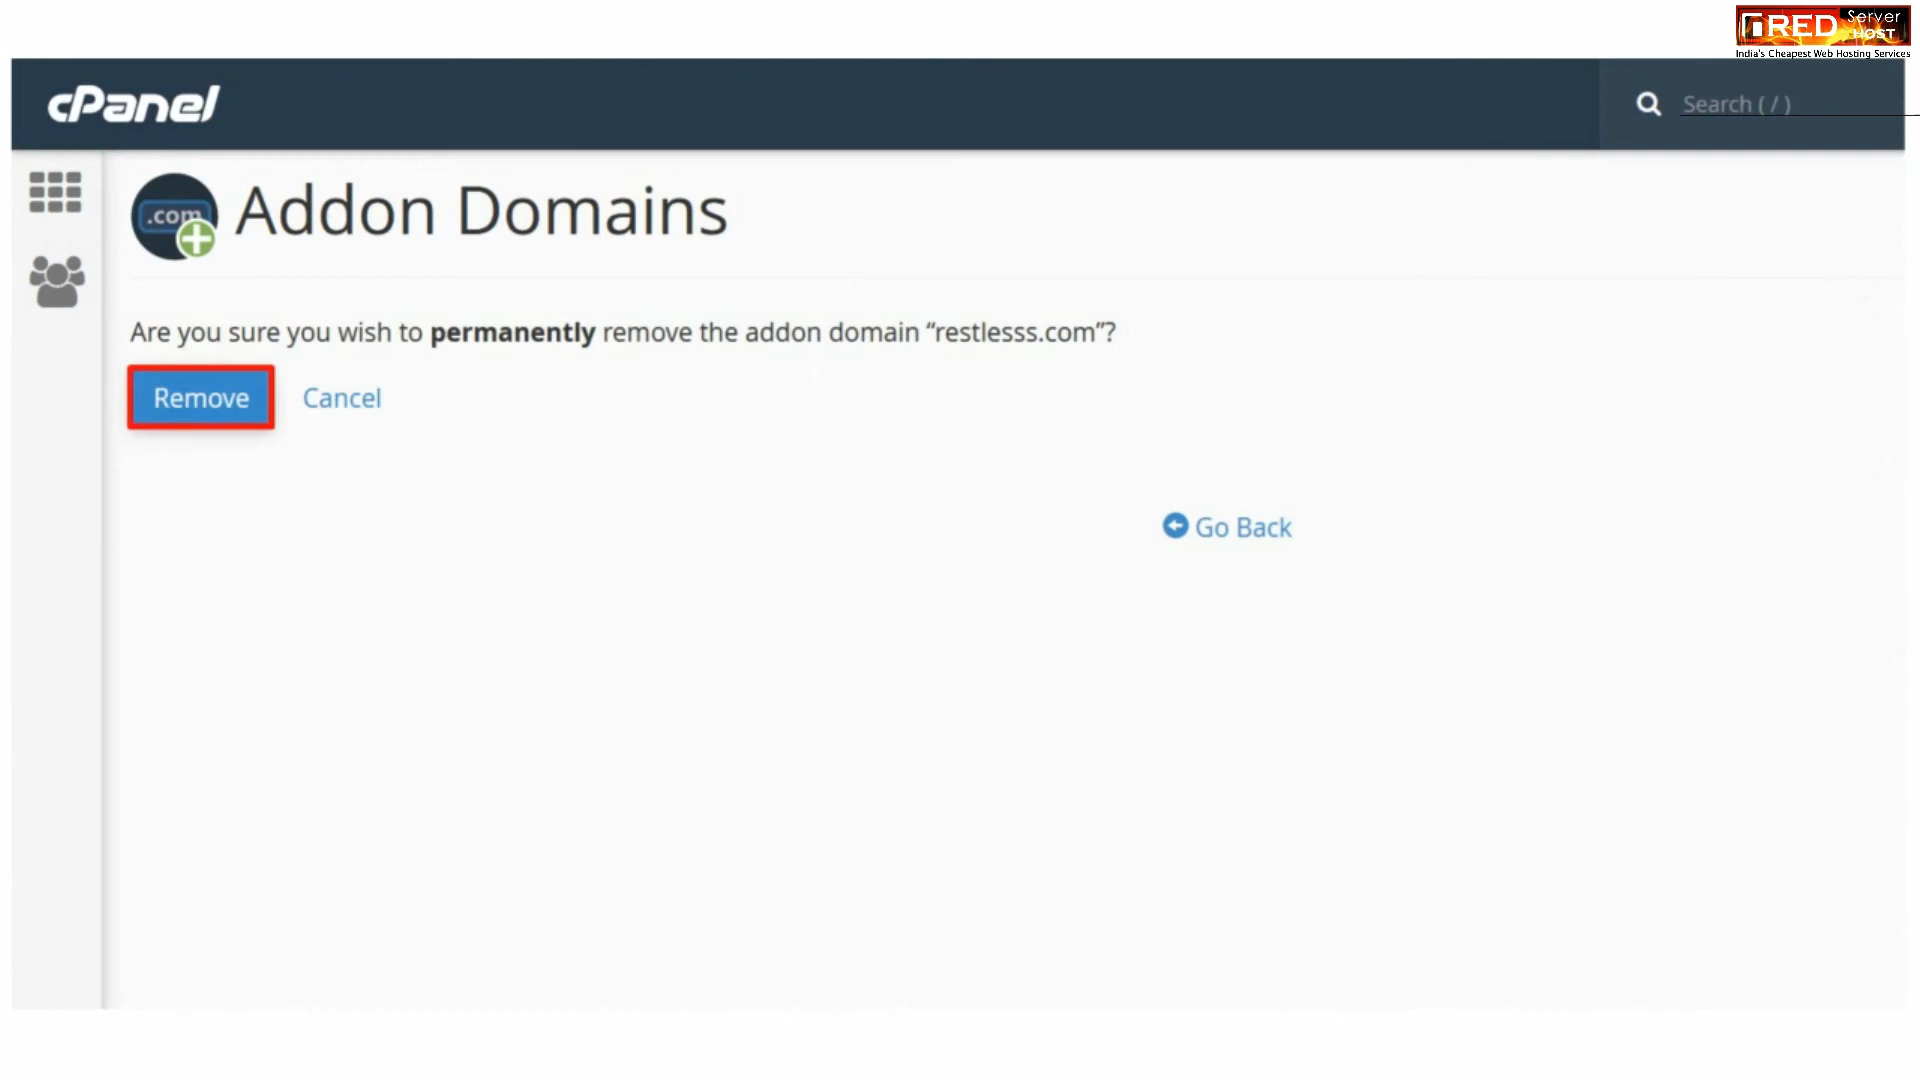 RED Server
HOST
India's Cheapest Web Hosting Services
cPanel
Search ( / )
.com
Addon Domains
Are you sure you wish to permanently remove the addon domain “restlesss.com”?
Remove
Cancel
Go Back